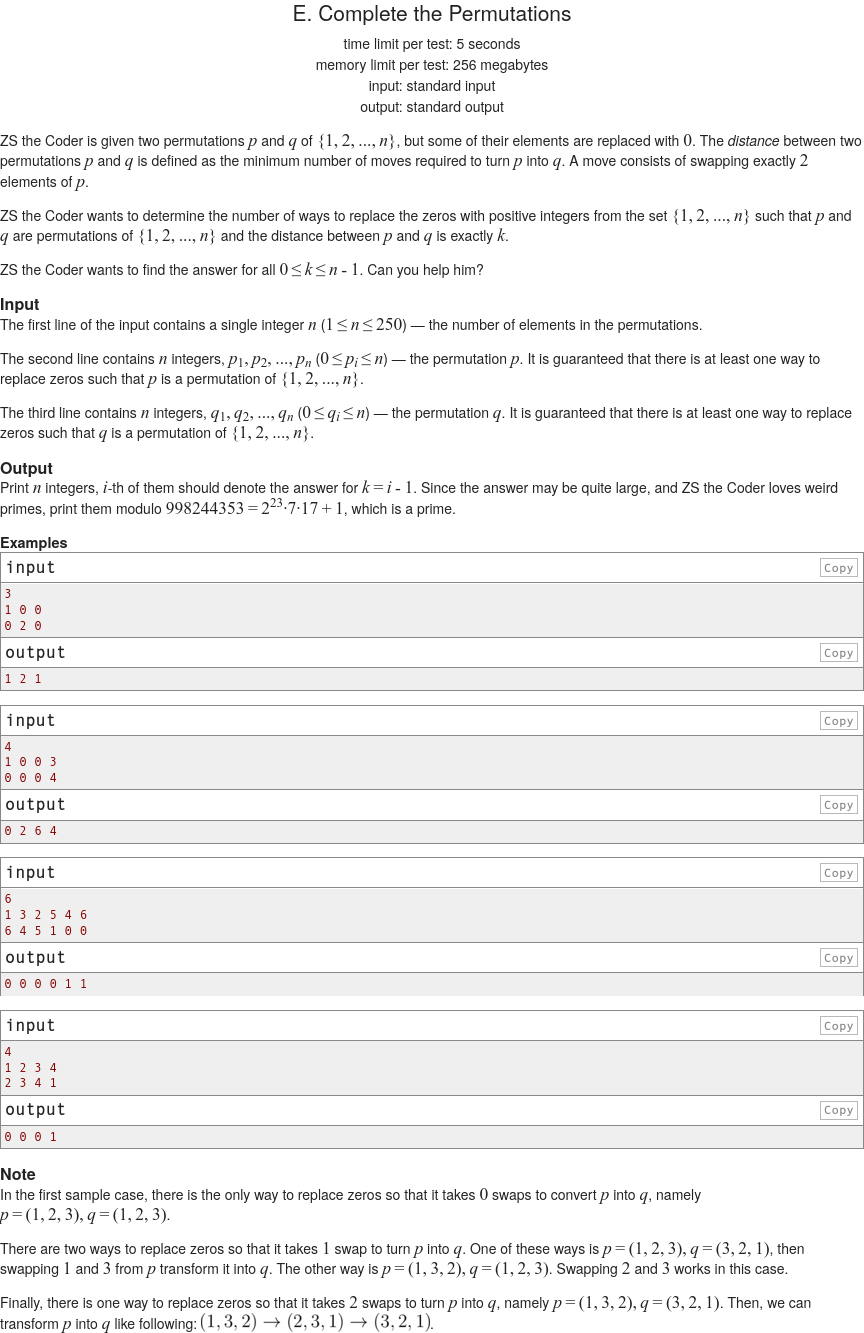 E. Complete the Permutations
time limit per test: 5 seconds
memory limit per test: 256 megabytes
input: standard input
output: standard output
ZS the Coder is given two permutations p and q of {1, 2, ..., n}, but some of their elements are replaced with 0. The distance between two
permutations p and q is defined as the minimum number of moves required to turn p into q. A move consists of swapping exactly 2
elements of p.
ZS the Coder wants to determine the number of ways to replace the zeros with positive integers from the set {1, 2, ..., n} such that p and
q are permutations of {1, 2, ..., n} and the distance between p and q is exactly k.
ZS the Coder wants to find the answer for all 0 ≤ k ≤ n - 1. Can you help him?
Input
The first line of the input contains a single integer n (1 ≤ n ≤ 250) — the number of elements in the permutations.
The second line contains n integers, p₁, p₂, ..., pₙ (0 ≤ pᵢ ≤ n) — the permutation p. It is guaranteed that there is at least one way to
replace zeros such that p is a permutation of {1, 2, ..., n}.
The third line contains n integers, q₁, q₂, ..., qₙ (0 ≤ qᵢ ≤ n) — the permutation q. It is guaranteed that there is at least one way to replace
zeros such that q is a permutation of {1, 2, ..., n}.
Output
Print n integers, i-th of them should denote the answer for k = i - 1. Since the answer may be quite large, and ZS the Coder loves weird
primes, print them modulo 998244353 = 2²³·7·17 + 1, which is a prime.
Examples
input Copy
3
1 0 0
0 2 0
output Copy
1 2 1
input Copy
4
1 0 0 3
0 0 0 4
output Copy
0 2 6 4
input Copy
6
1 3 2 5 4 6
6 4 5 1 0 0
output Copy
0 0 0 0 1 1
input Copy
4
1 2 3 4
2 3 4 1
output Copy
0 0 0 1
Note
In the first sample case, there is the only way to replace zeros so that it takes 0 swaps to convert p into q, namely
p = (1, 2, 3), q = (1, 2, 3).
There are two ways to replace zeros so that it takes 1 swap to turn p into q. One of these ways is p = (1, 2, 3), q = (3, 2, 1), then
swapping 1 and 3 from p transform it into q. The other way is p = (1, 3, 2), q = (1, 2, 3). Swapping 2 and 3 works in this case.
Finally, there is one way to replace zeros so that it takes 2 swaps to turn p into q, namely p = (1, 3, 2), q = (3, 2, 1). Then, we can
transform p into q like following: (1, 3, 2) → (2, 3, 1) → (3, 2, 1).